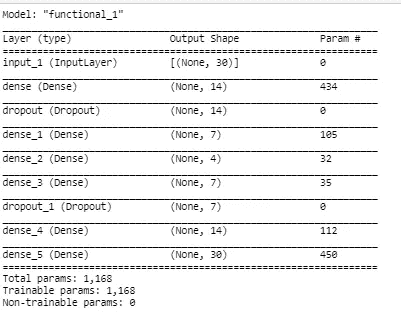 Model: "functional_1"
Layer (type) Output Shape Param #
input_1 (InputLayer) [(None, 30)] 0
dense (Dense) (None, 14) 434
dropout (Dropout) (None, 14) 0
dense_1 (Dense) (None, 7) 105
dense_2 (Dense) (None, 4) 32
dense_3 (Dense) (None, 7) 35
dropout_1 (Dropout) (None, 7) 0
dense_4 (Dense) (None, 14) 112
dense_5 (Dense) (None, 30) 450
Total params: 1,168
Trainable params: 1,168
Non-trainable params: 0